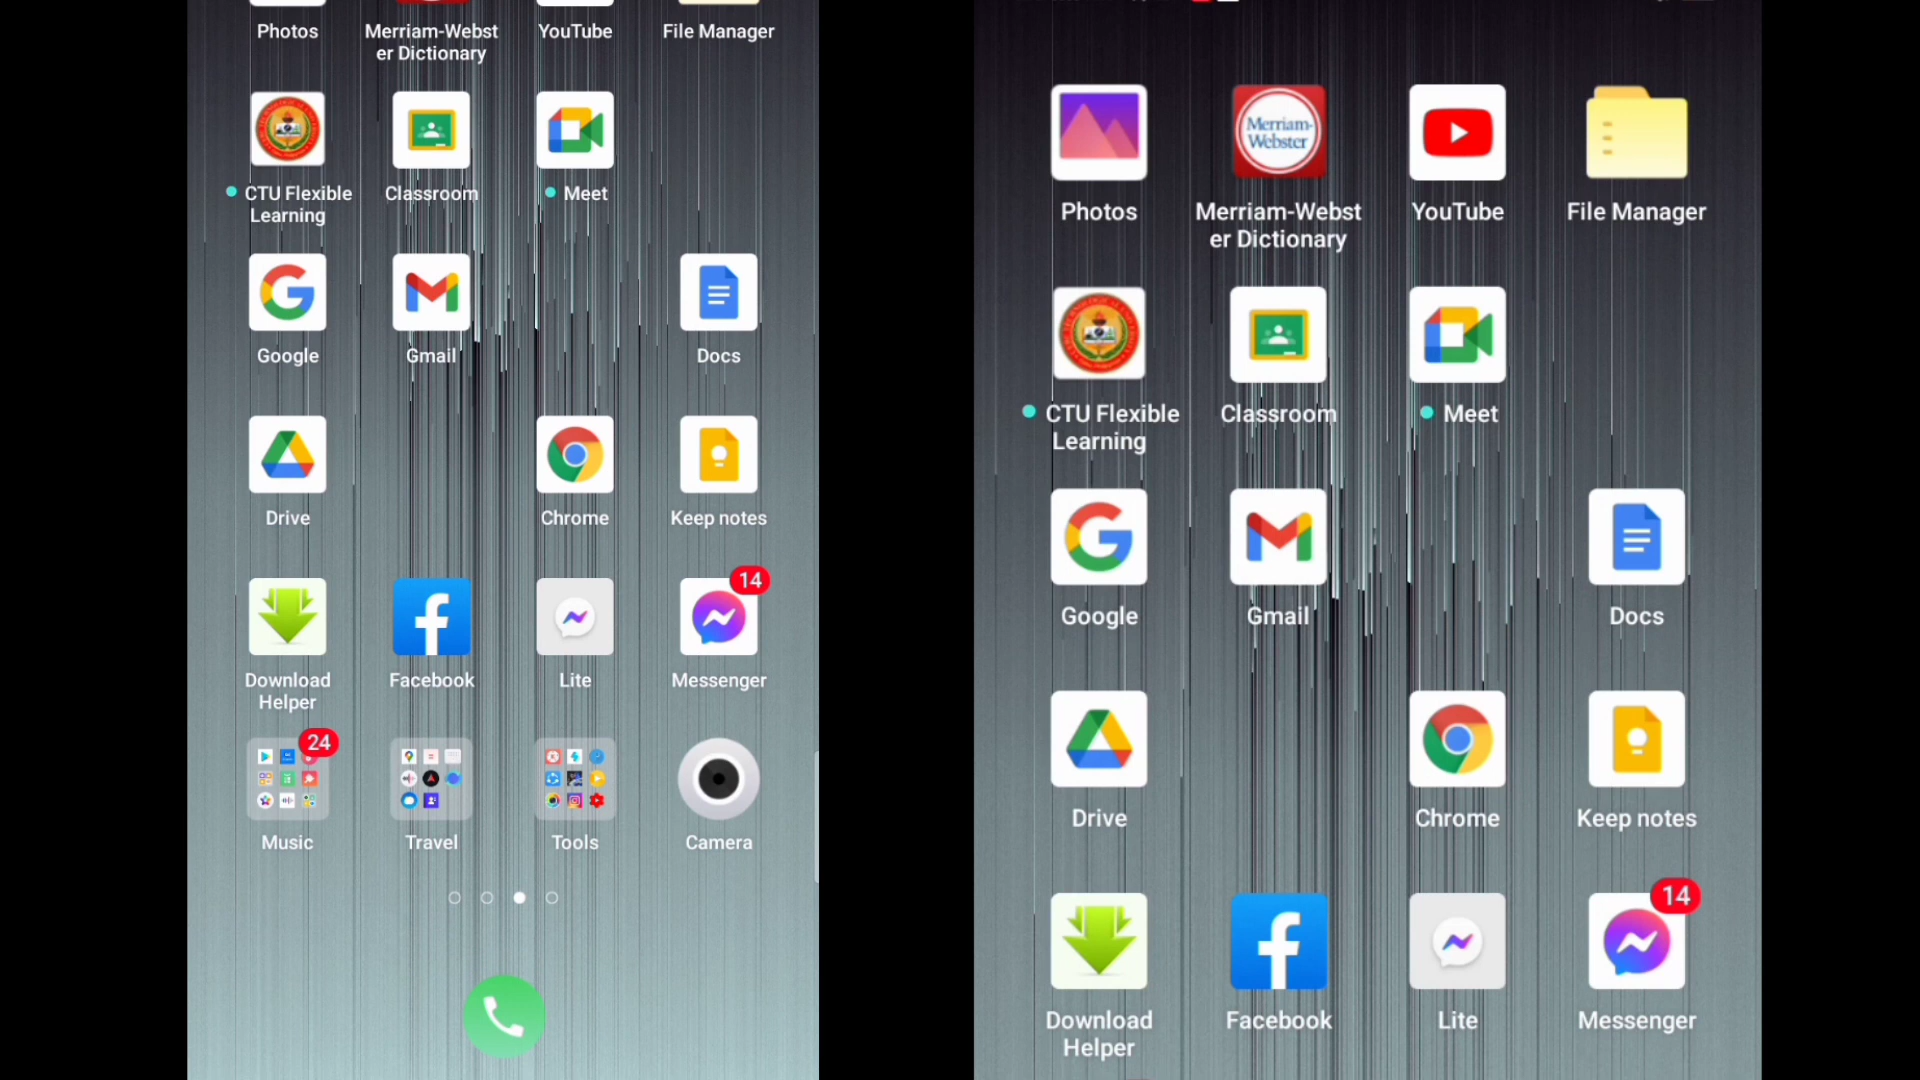 Photos
Merriam-Webst
er Dictionary
YouTube
File Manager
CTU Flexible
Learning
Classroom
Meet
Google
Gmail
Docs
Drive
Chrome
Keep notes
Download
Helper
Facebook
Lite
14
Messenger
24
Music
Travel
Tools
Camera
Photos
Merriam-
Webster
Merriam-Webst
er Dictionary
YouTube
File Manager
CTU Flexible
Learning
Classroom
Meet
Google
Gmail
Docs
Drive
Chrome
Keep notes
Download
Helper
Facebook
Lite
14
Messenger